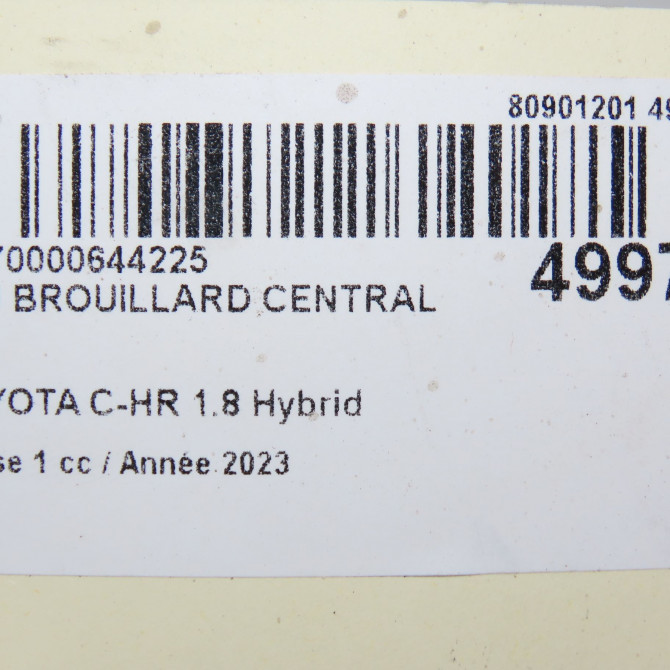 80901201 49
70000644225
4997
BROUILLARD CENTRAL
YOTA C-HR 1.8 Hybrid
se 1 cc / Année 2023